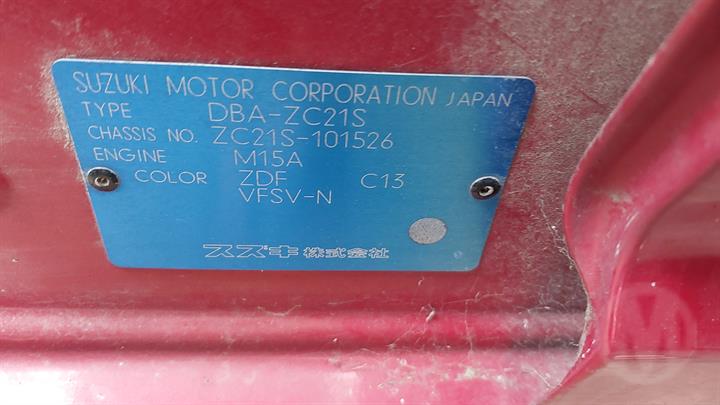 SUZUKI MOTOR CORPORATION JAPAN
TYPE DBA-ZC21S
CHASSIS NO. ZC21S-101526
ENGINE M15A
COLOR ZDF C13
VFSV-N
スズキ株式会社